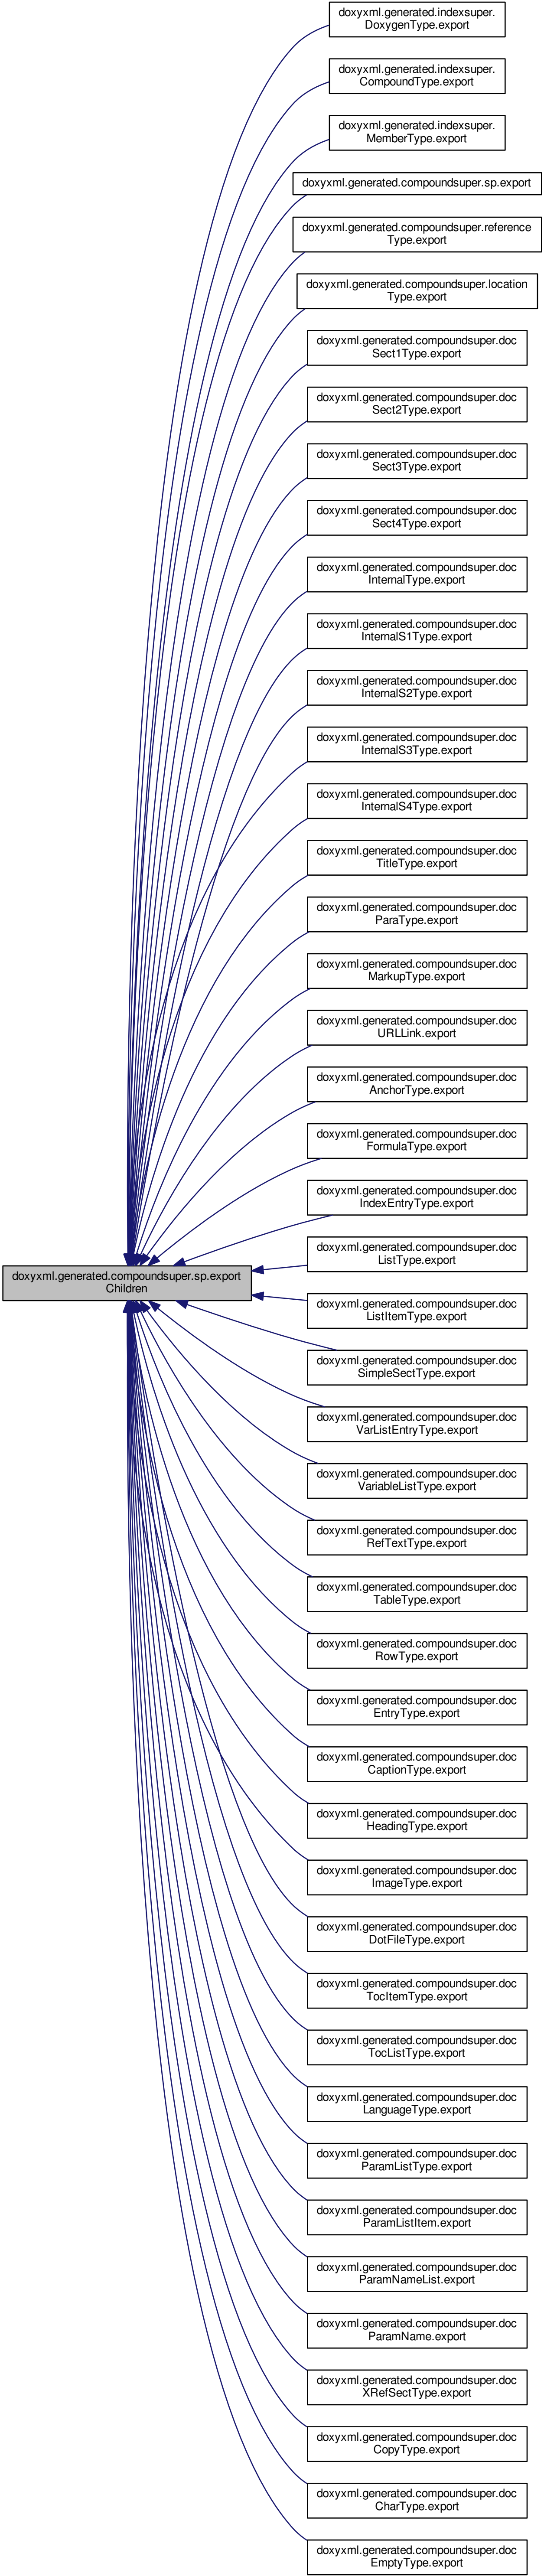 doxyxml.generated.indexsuper.
DoxygenType.export
doxyxml.generated.indexsuper.
CompoundType.export
doxyxml.generated.indexsuper.
MemberType.export
doxyxml.generated.compoundsuper.sp.export
doxyxml.generated.compoundsuper.reference
Type.export
doxyxml.generated.compoundsuper.location
Type.export
doxyxml.generated.compoundsuper.doc
Sect1Type.export
doxyxml.generated.compoundsuper.doc
Sect2Type.export
doxyxml.generated.compoundsuper.doc
Sect3Type.export
doxyxml.generated.compoundsuper.doc
Sect4Type.export
doxyxml.generated.compoundsuper.doc
InternalType.export
doxyxml.generated.compoundsuper.doc
InternalS1Type.export
doxyxml.generated.compoundsuper.doc
InternalS2Type.export
doxyxml.generated.compoundsuper.doc
InternalS3Type.export
doxyxml.generated.compoundsuper.doc
InternalS4Type.export
doxyxml.generated.compoundsuper.doc
TitleType.export
doxyxml.generated.compoundsuper.doc
ParaType.export
doxyxml.generated.compoundsuper.doc
MarkupType.export
doxyxml.generated.compoundsuper.doc
URLLink.export
doxyxml.generated.compoundsuper.doc
AnchorType.export
doxyxml.generated.compoundsuper.doc
FormulaType.export
doxyxml.generated.compoundsuper.doc
IndexEntryType.export
doxyxml.generated.compoundsuper.sp.export
Children
doxyxml.generated.compoundsuper.doc
ListType.export
doxyxml.generated.compoundsuper.doc
ListItemType.export
doxyxml.generated.compoundsuper.doc
SimpleSectType.export
doxyxml.generated.compoundsuper.doc
VarListEntryType.export
doxyxml.generated.compoundsuper.doc
VariableListType.export
doxyxml.generated.compoundsuper.doc
RefTextType.export
doxyxml.generated.compoundsuper.doc
TableType.export
doxyxml.generated.compoundsuper.doc
RowType.export
doxyxml.generated.compoundsuper.doc
EntryType.export
doxyxml.generated.compoundsuper.doc
CaptionType.export
doxyxml.generated.compoundsuper.doc
HeadingType.export
doxyxml.generated.compoundsuper.doc
ImageType.export
doxyxml.generated.compoundsuper.doc
DotFileType.export
doxyxml.generated.compoundsuper.doc
TocItemType.export
doxyxml.generated.compoundsuper.doc
TocListType.export
doxyxml.generated.compoundsuper.doc
LanguageType.export
doxyxml.generated.compoundsuper.doc
ParamListType.export
doxyxml.generated.compoundsuper.doc
ParamListItem.export
doxyxml.generated.compoundsuper.doc
ParamNameList.export
doxyxml.generated.compoundsuper.doc
ParamName.export
doxyxml.generated.compoundsuper.doc
XRefSectType.export
doxyxml.generated.compoundsuper.doc
CopyType.export
doxyxml.generated.compoundsuper.doc
CharType.export
doxyxml.generated.compoundsuper.doc
EmptyType.export